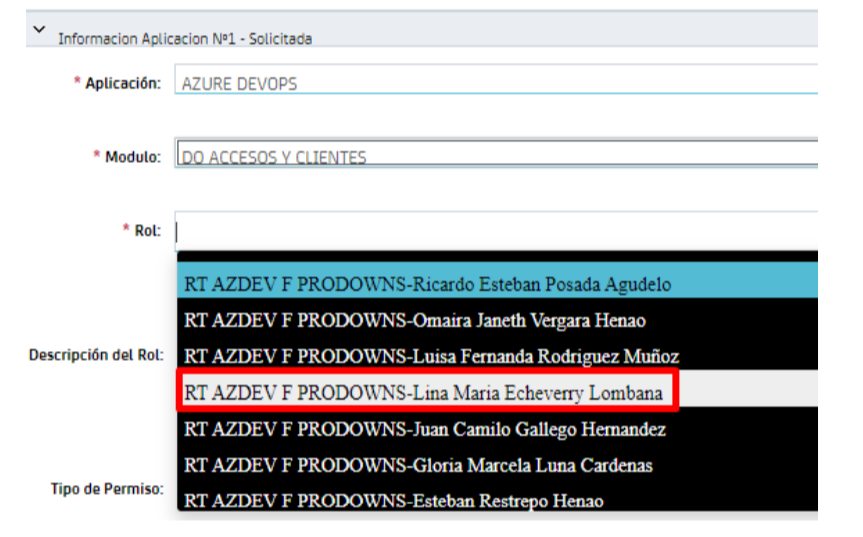 Informacion Aplicacion Nº1 - Solicitada
* Aplicación: AZURE DEVOPS
* Modulo: DO ACCESOS Y CLIENTES
* Rol:
RT AZDEV F PRODOWNS-Ricardo Esteban Posada Agudelo
RT AZDEV F PRODOWNS-Omaira Janeth Vergara Henao
Descripción del Rol: RT AZDEV F PRODOWNS-Luisa Fernanda Rodriguez Muñoz
RT AZDEV F PRODOWNS-Lina Maria Echeverry Lombana
RT AZDEV F PRODOWNS-Juan Camilo Gallego Hernandez
RT AZDEV F PRODOWNS-Gloria Marcela Luna Cardenas
Tipo de Permiso: RT AZDEV F PRODOWNS-Esteban Restrepo Henao